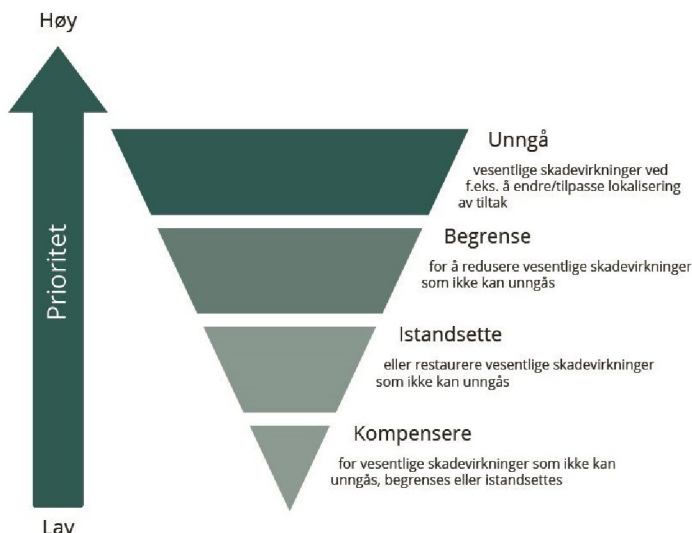 Høy
Prioritet
Unngå
vesentlige skadevirkninger ved
f.eks. å endre/tilpasse lokalisering
av tiltak
Begrense
for å redusere vesentlige skadevirkninger
som ikke kan unngås
Istandsette
eller restaurere vesentlige skadevirkninger
som ikke kan unngås
Kompensere
for vesentlige skadevirkninger som ikke kan
unngås, begrenses eller istandsettes
Lav